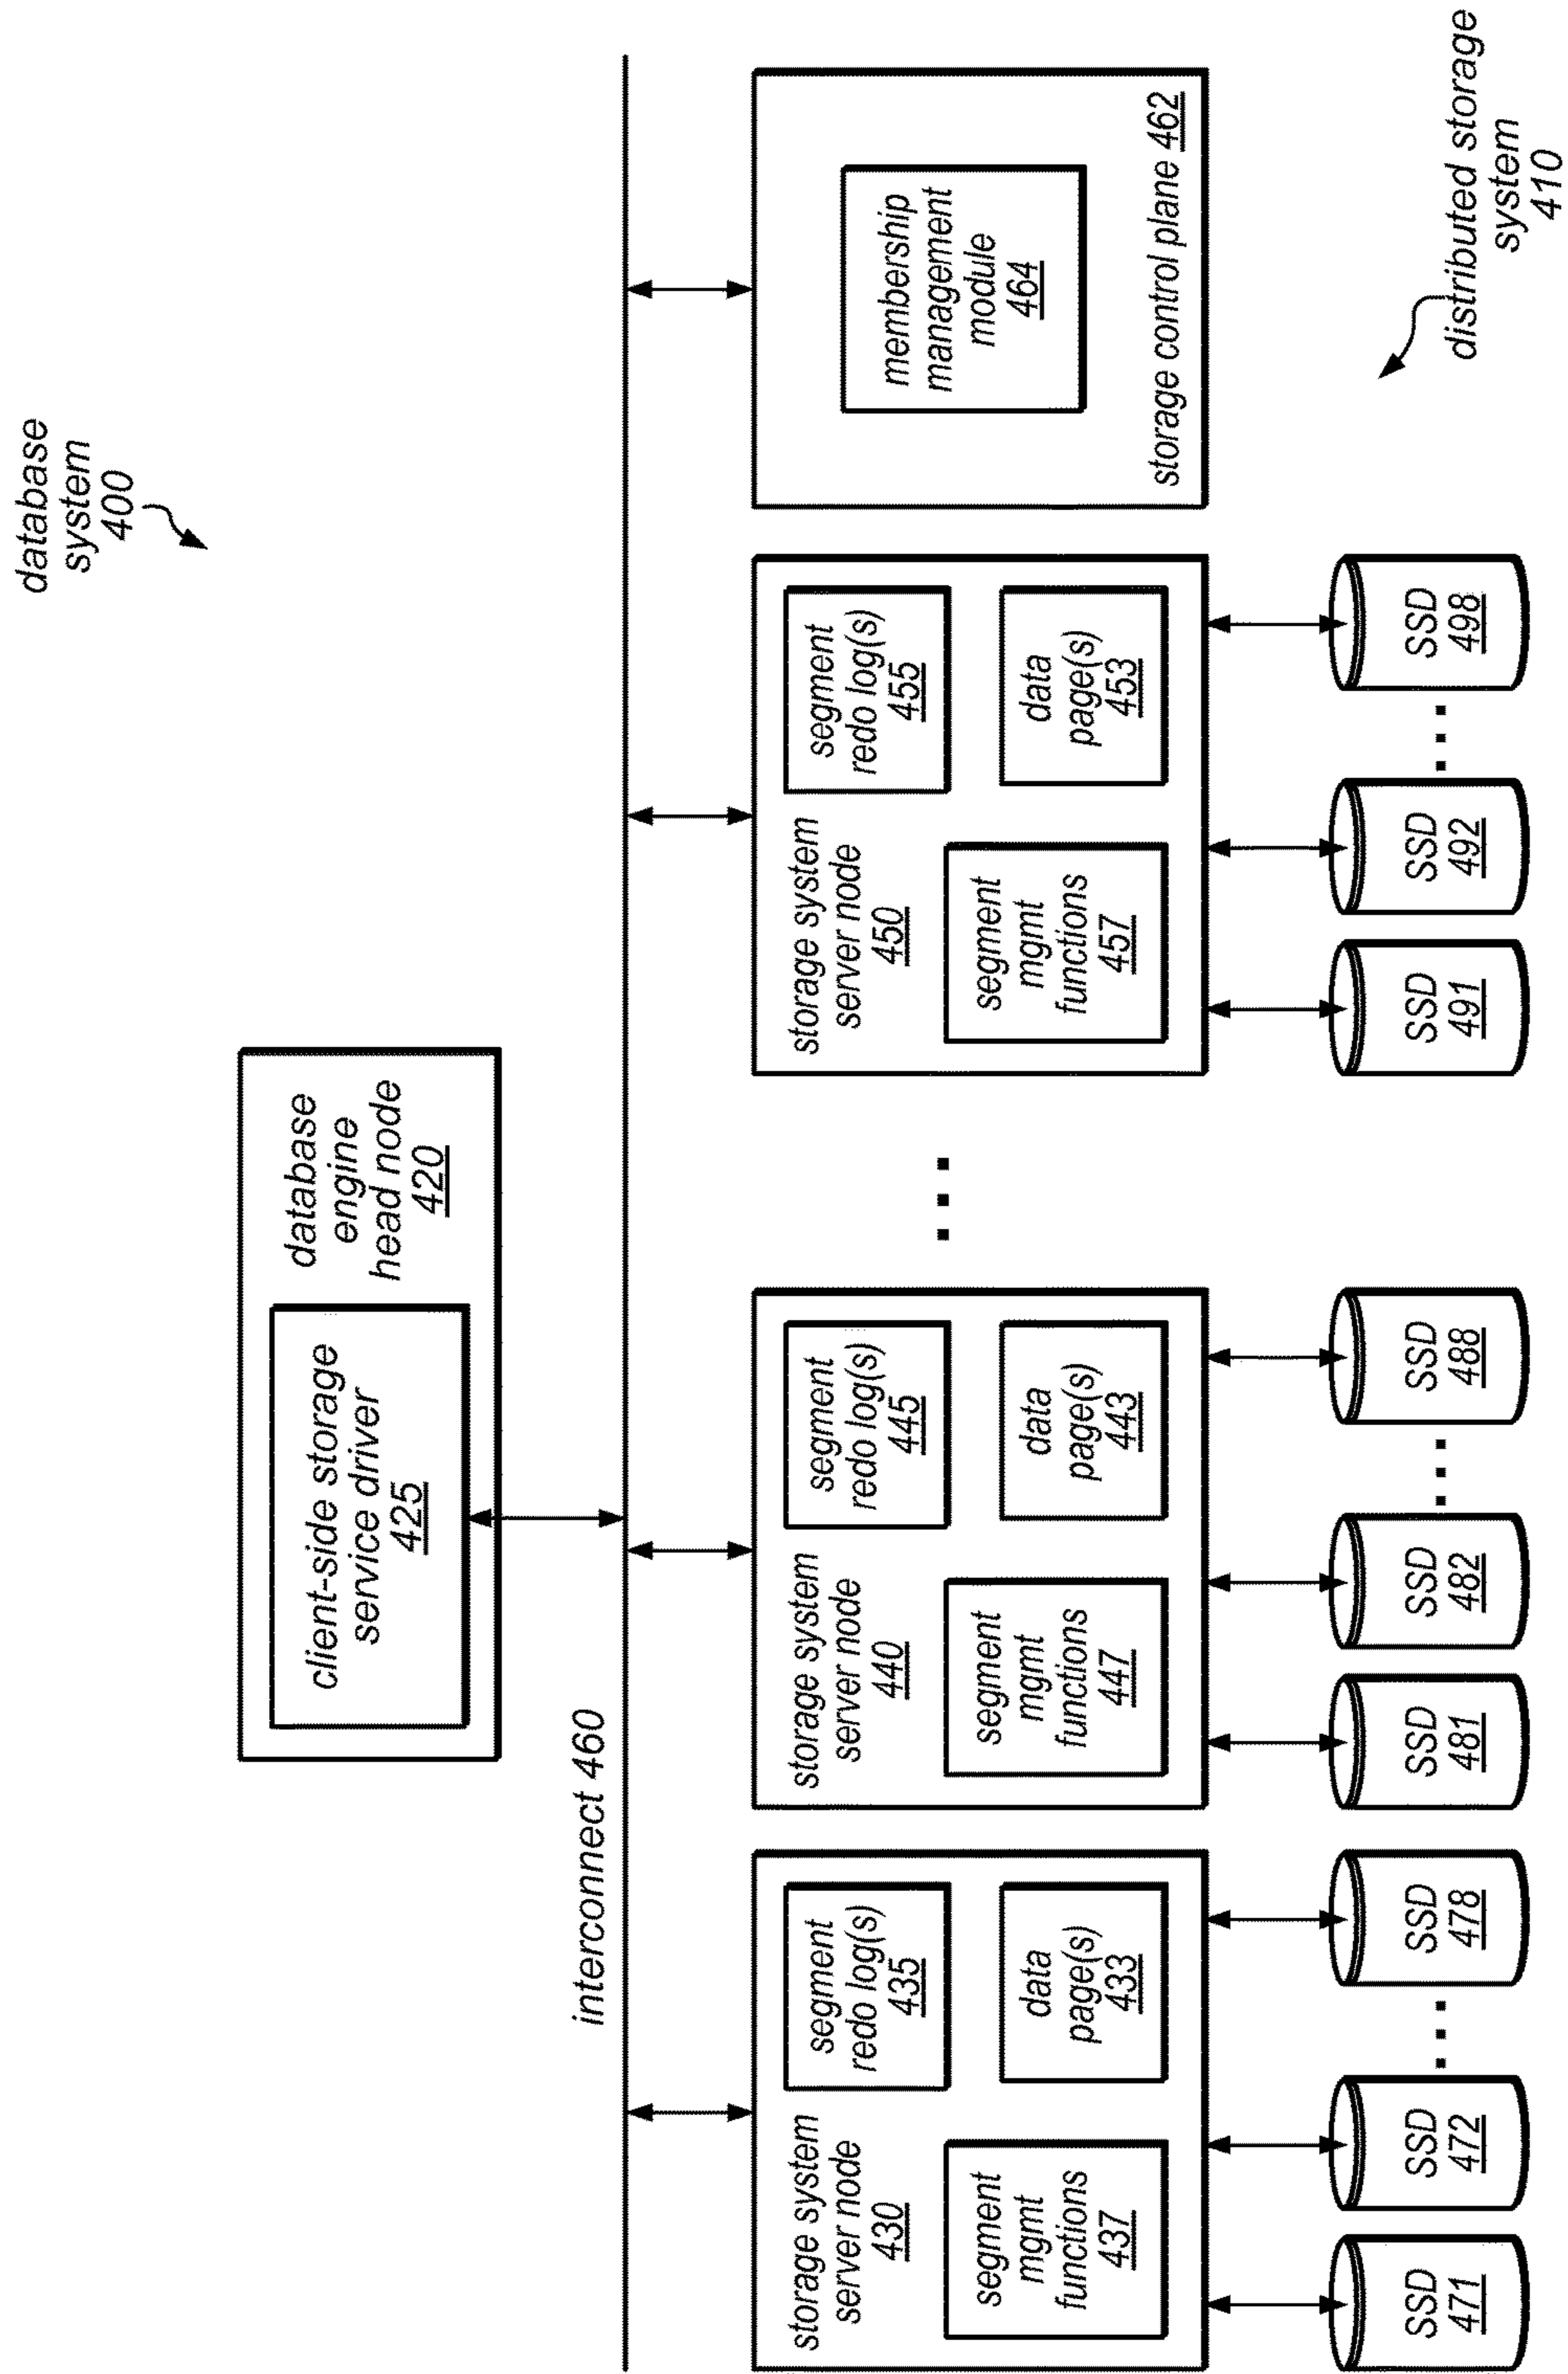 database
system
400
database
engine
head node
420
client-side storage
service driver
425
interconnect 460
storage system
server node
430
segment
redo log(s)
435
segment
mgmt
functions
437
data
page(s)
433
storage system
server node
440
segment
redo log(s)
445
segment
mgmt
functions
447
data
page(s)
443
storage system
server node
450
segment
redo log(s)
455
segment
mgmt
functions
457
data
page(s)
453
membership
management
module
464
storage control plane 462
SSD
471
SSD
472
SSD
478
SSD
481
SSD
482
SSD
488
SSD
491
SSD
492
SSD
498
distributed storage
system
410